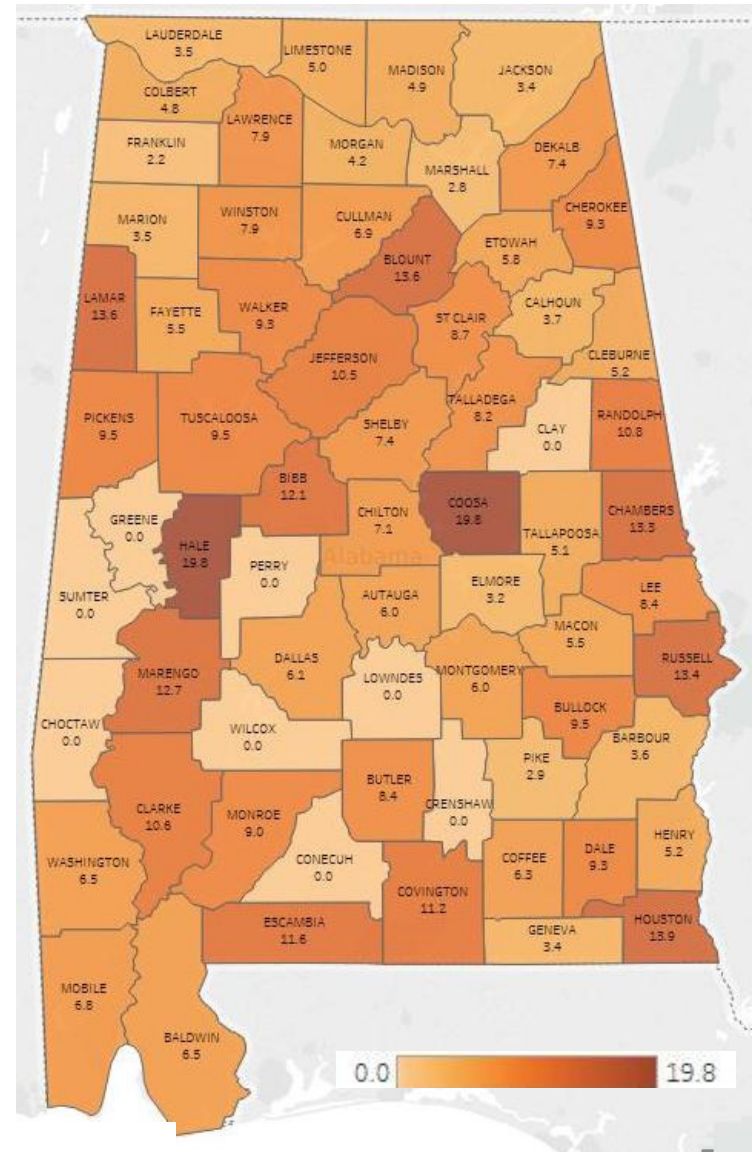 LAUDERDALE
3.5
LIMESTONE
5.0
MADISON
4.9
JACKSON
3.4
COLBERT
4.8
LAWRENCE
7.9
FRANKLIN
2.2
MORGAN
4.2
MARSHALL
2.8
DEKALB
7.4
CHEROKEE
9.3
MARION
3.5
WINSTON
7.9
CULLMAN
6.9
ETOWAH
5.8
BLOUNT
13.6
LAMAR
13.6
FAYETTE
5.5
WALKER
9.3
ST CLAIR
8.7
CALHOUN
3.7
JEFFERSON
10.5
CLEBURNE
5.2
PICKENS
9.5
TUSCALOOSA
9.5
SHELBY
7.4
TALLADEGA
8.2
CLAY
0.0
RANDOLPH
10.8
BIBB
12.1
GREENE
0.0
HALE
19.8
CHILTON
7.1
COOSA
19.8
TALLAPOOSA
5.1
CHAMBERS
13.3
Alabama
PERRY
0.0
SUMTER
0.0
AUTAUGA
6.0
ELMORE
3.2
LEE
8.4
MACON
5.5
MARENGO
12.7
DALLAS
6.1
LOWNDES
0.0
MONTGOMERY
6.0
RUSSELL
13.4
BULLOCK
9.5
CHOCTAW
0.0
WILCOX
0.0
PIKE
2.9
BARBOUR
3.6
CLARKE
10.6
MONROE
9.0
BUTLER
8.4
CRENSHAW
0.0
HENRY
5.2
WASHINGTON
6.5
CONECUH
0.0
COVINGTON
11.2
COFFEE
6.3
DALE
9.3
ESCAMBIA
11.6
GENEVA
3.4
HOUSTON
13.9
MOBILE
6.8
BALDWIN
6.5
0.0 19.8